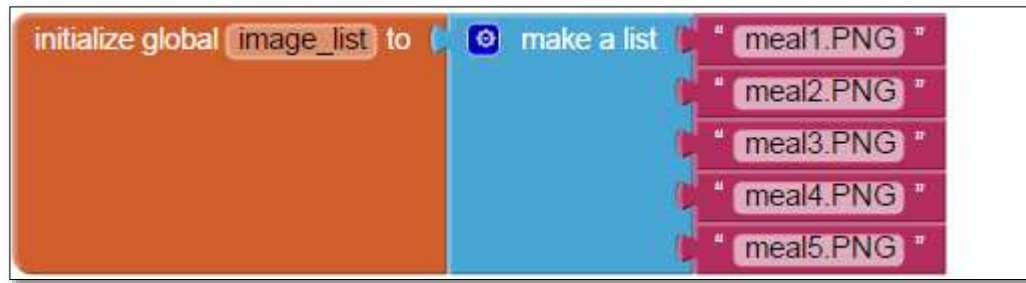 initialize global image_list to make a list " meal1.PNG "
" meal2.PNG "
" meal3.PNG "
" meal4.PNG "
" meal5.PNG "